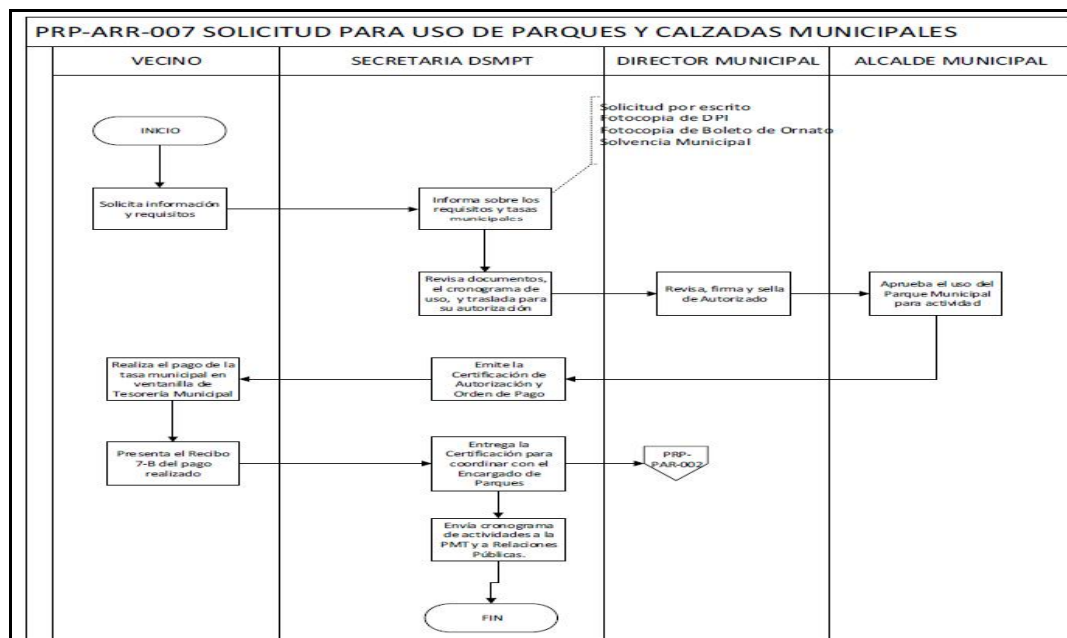 PRP-ARR-007 SOLICITUD PARA USO DE PARQUES Y CALZADAS MUNICIPALES
VECINO
SECRETARIA DSMPT
DIRECTOR MUNICIPAL
ALCALDE MUNICIPAL
Solicitud por escrito
Fotocopia de DPI
Fotocopia de Boleto de Ornato
Solvencia Municipal
INICIO
Solicita información
y requisitos
Informa sobre los
requisitos y tasas
municipales
Revisa documentos,
el cronograma de
uso, y traslada para
su autorización
Revisa, firma y sella
de Autorizado
Aprueba el uso del
Parque Municipal
para actividad
Emite la
Certificación de
Autorización y
Orden de Pago
Realiza el pago de la
tasa municipal en
ventanilla de
Tesorería Municipal
Presenta el Recibo
7-B del pago
realizado
Entrega la
Certificación para
coordinar con el
Encargado de
Parques
PRP-
PAR-002
Envía cronograma
de actividades a la
PMT y a Relaciones
Públicas.
FIN